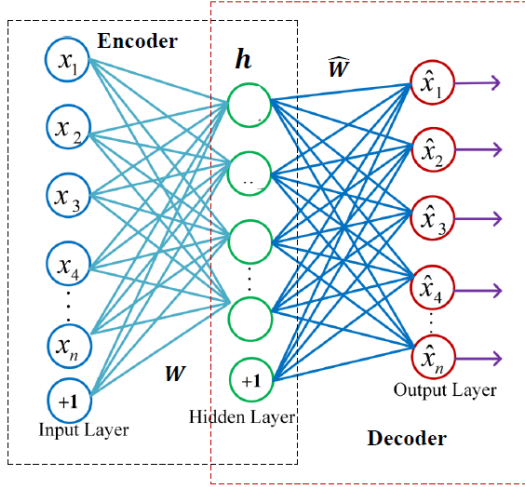 Encoder
h
Ŵ
x1
x2
x3
x4
xn
+1
Input Layer
W
+1
Hidden Layer
x̂1
x̂2
x̂3
x̂4
x̂n
Output Layer
Decoder